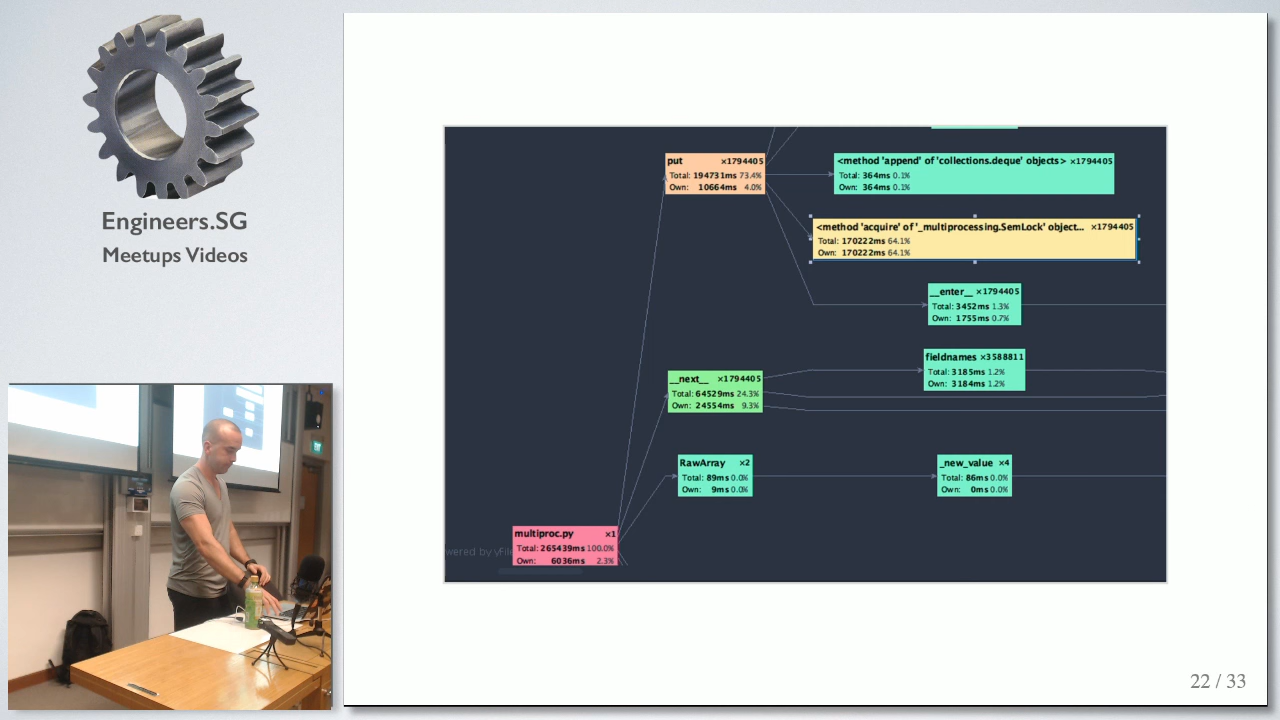 Engineers.SG
Meetups Videos
put ×1794405
Total: 194731ms 73.4%
Own: 10664ms 4.0%
<method 'append' of 'collections.deque' objects> ×1794405
Total: 364ms 0.1%
Own: 364ms 0.1%
<method 'acquire' of '_multiprocessing.SemLock' object... ×1794405
Total: 170222ms 64.1%
Own: 170222ms 64.1%
__enter__ ×1794405
Total: 3452ms 1.3%
Own: 1755ms 0.7%
fieldnames ×3588811
Total: 3185ms 1.2%
Own: 3184ms 1.2%
__next__ ×1794405
Total: 64529ms 24.3%
Own: 24554ms 9.3%
RawArray ×2
Total: 89ms 0.0%
Own: 9ms 0.0%
_new_value ×4
Total: 86ms 0.0%
Own: 0ms 0.0%
multiproc.py ×1
Total: 265439ms 100.0%
Own: 6036ms 2.3%
wered by yFile
22 / 33